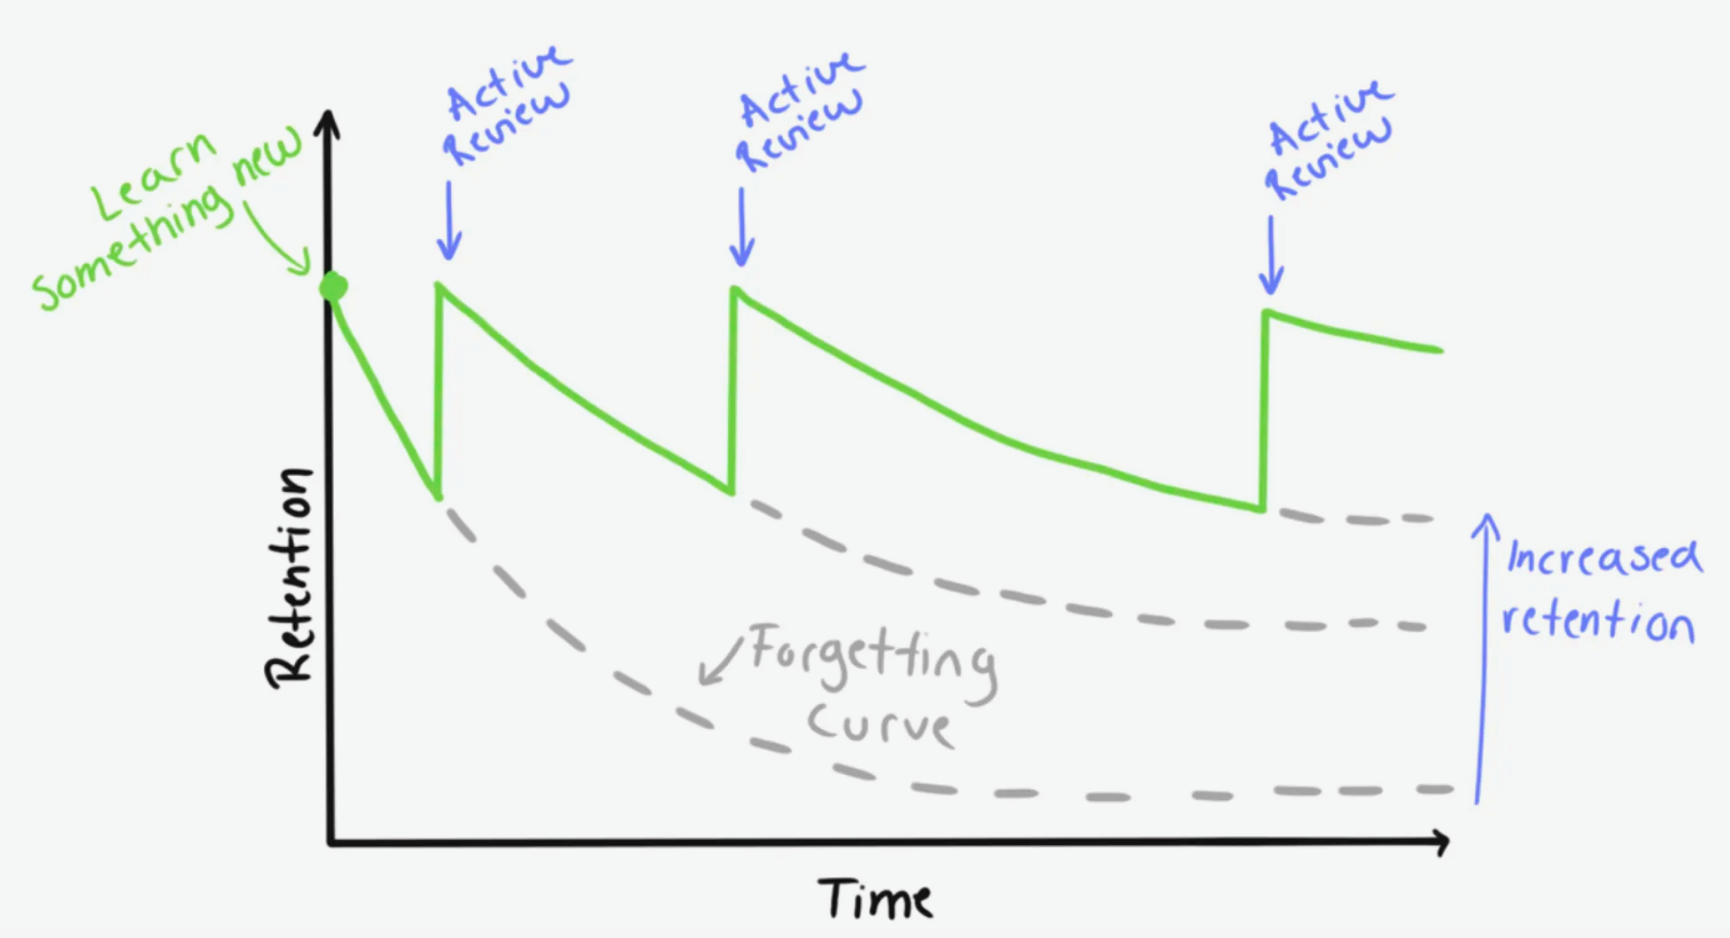 Learn
Something new
Active
Review
Active
Review
Active
Review
Retention
Forgetting
Curve
Increased
retention
Time